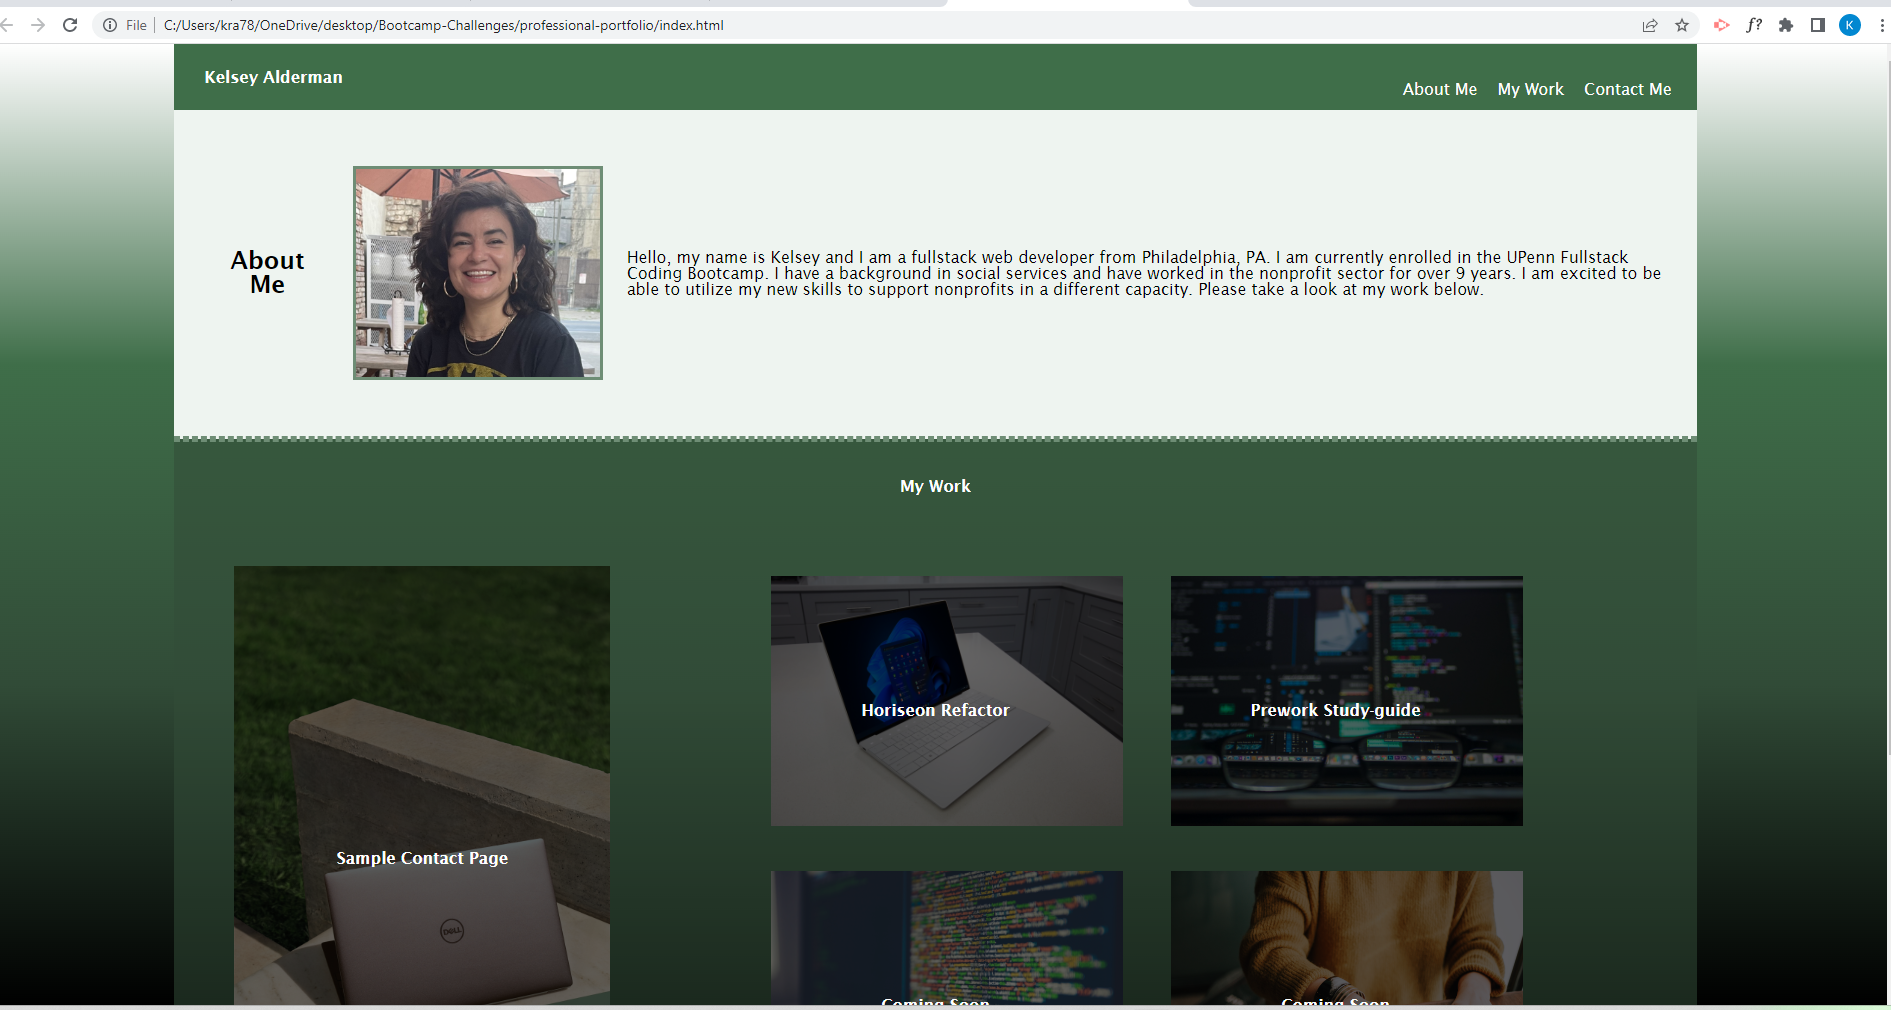 File | C:/Users/kra78/OneDrive/desktop/Bootcamp-Challenges/professional-portfolio/index.html
f?
K
Kelsey Alderman
About Me
My Work
Contact Me
About
Me
Hello, my name is Kelsey and I am a fullstack web developer from Philadelphia, PA. I am currently enrolled in the UPenn Fullstack
Coding Bootcamp. I have a background in social services and have worked in the nonprofit sector for over 9 years. I am excited to be
able to utilize my new skills to support nonprofits in a different capacity. Please take a look at my work below.
My Work
Horiseon Refactor
Prework Study-guide
Sample Contact Page
DELL
Coming Soon
Coming Soon